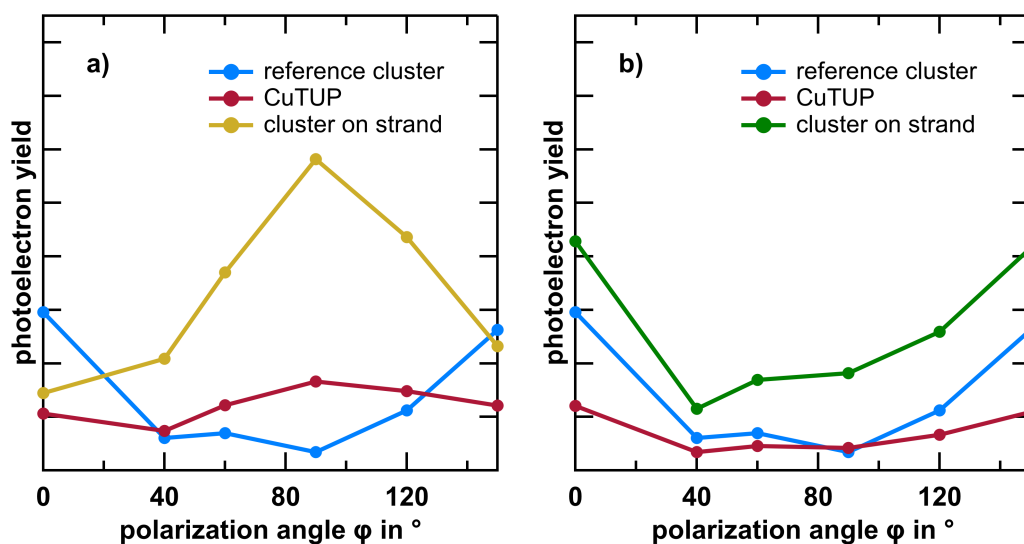 a)
reference cluster
CuTUP
cluster on strand
photoelectron yield
0 40 80 120
polarization angle φ in °
b)
reference cluster
CuTUP
cluster on strand
photoelectron yield
0 40 80 120
polarization angle φ in °